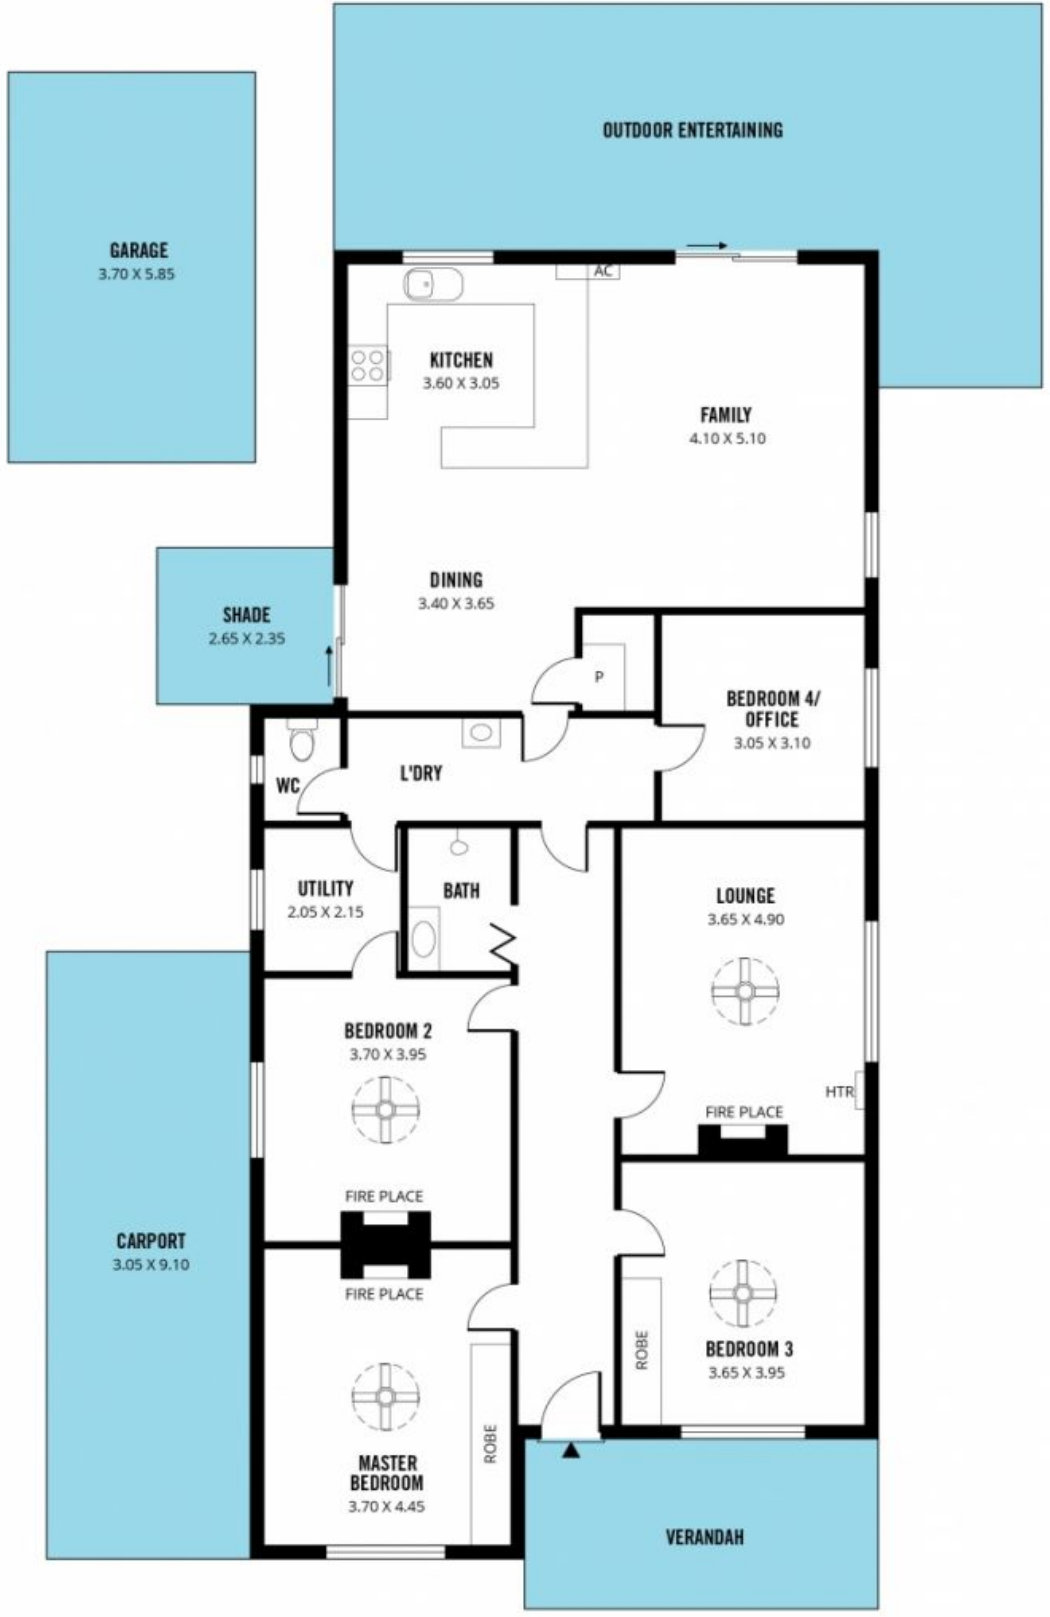 OUTDOOR ENTERTAINING
GARAGE
3.70 X 5.85
AC
KITCHEN
3.60 X 3.05
FAMILY
4.10 X 5.10
DINING
3.40 X 3.65
SHADE
2.65 X 2.35
P
BEDROOM 4/
OFFICE
3.05 X 3.10
WC
L'DRY
UTILITY
2.05 X 2.15
BATH
LOUNGE
3.65 X 4.90
BEDROOM 2
3.70 X 3.95
HTR
FIRE PLACE
FIRE PLACE
CARPORT
3.05 X 9.10
FIRE PLACE
ROBE
BEDROOM 3
3.65 X 3.95
ROBE
MASTER
BEDROOM
3.70 X 4.45
VERANDAH